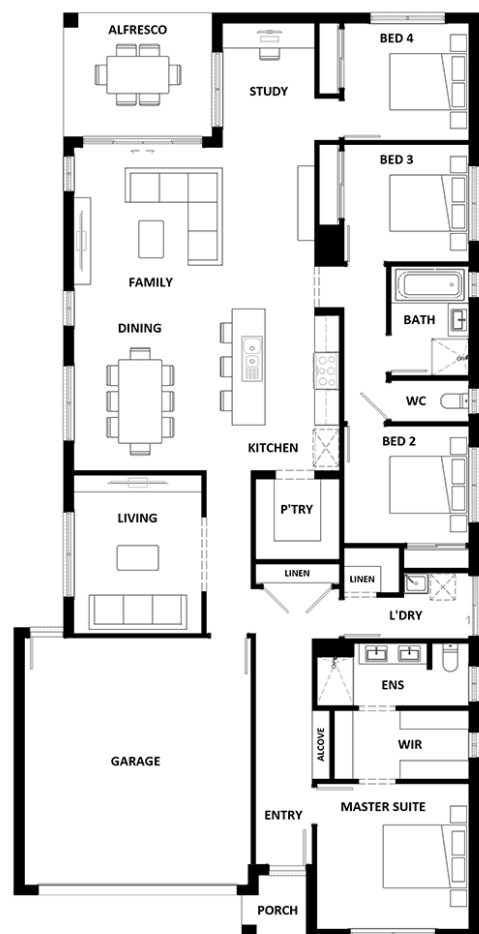 ALFRESCO
BED 4
STUDY
BED 3
FAMILY
DINING
BATH
WC
KITCHEN
BED 2
P'TRY
LIVING
LINEN
LINEN
L'DRY
ENS
ALCOVE
WIR
GARAGE
MASTER SUITE
ENTRY
PORCH